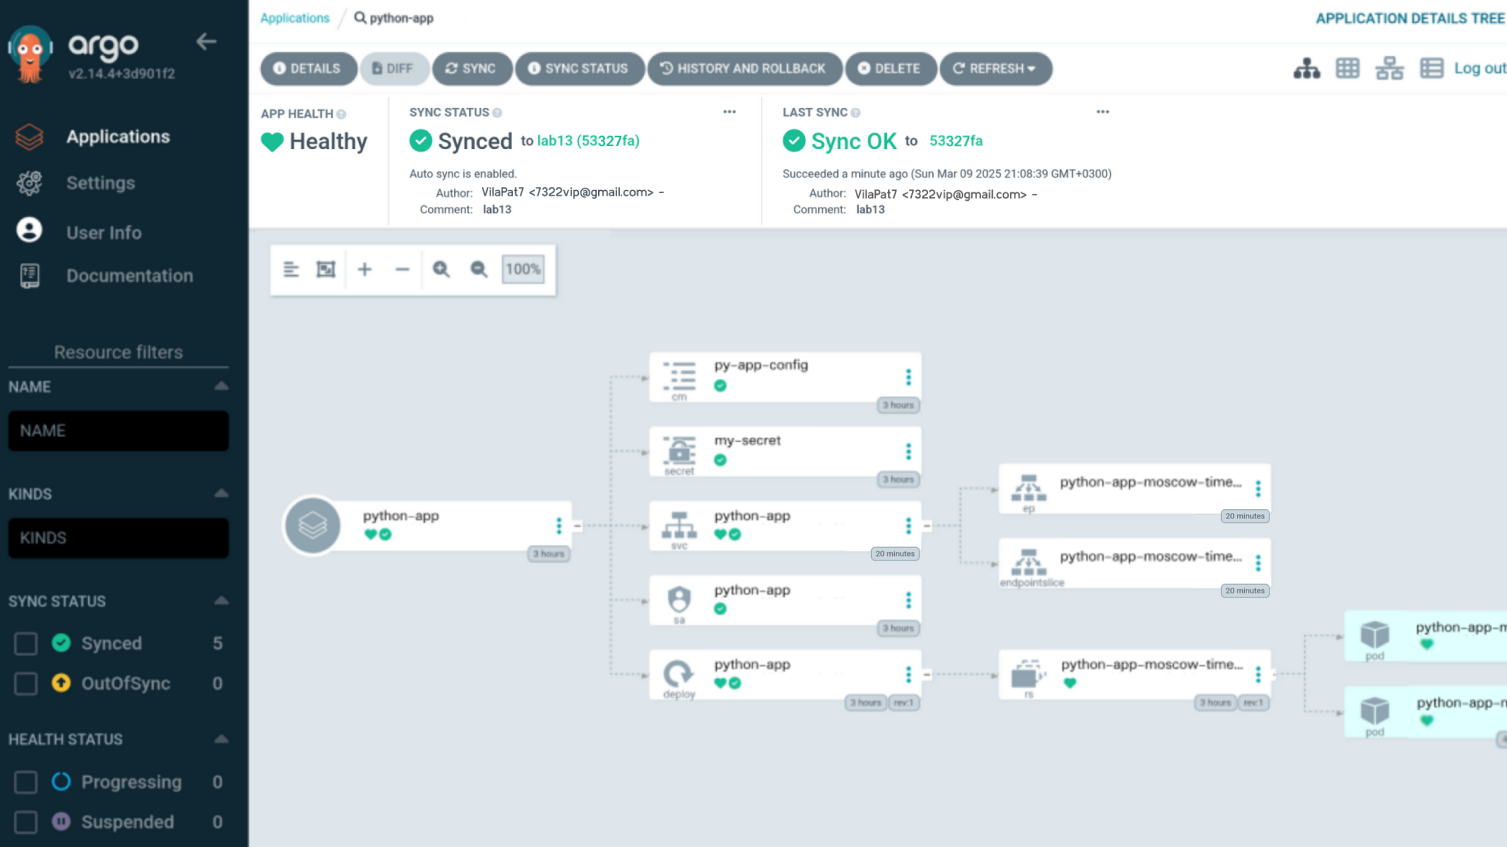 argo
v2.14.4+3d901f2
Applications
Settings
User Info
Documentation
Resource filters
NAME
NAME
KINDS
KINDS
SYNC STATUS
Synced 5
OutOfSync 0
HEALTH STATUS
Progressing 0
Suspended 0
Applications / python-app
APPLICATION DETAILS TREE
DETAILS DIFF SYNC SYNC STATUS HISTORY AND ROLLBACK DELETE REFRESH
Log out
APP HEALTH
Healthy
SYNC STATUS
Synced to lab13 (53327fa)
Auto sync is enabled.
Author: VilaPat7 <7322vip@gmail.com> -
Comment: lab13
LAST SYNC
Sync OK to 53327fa
Succeeded a minute ago (Sun Mar 09 2025 21:08:39 GMT+0300)
Author: VilaPat7 <7322vip@gmail.com> -
Comment: lab13
100%
python-app
3 hours
py-app-config
cm
3 hours
my-secret
secret
3 hours
python-app
svc
20 minutes
python-app
sa
3 hours
python-app
deploy
3 hours rev:1
python-app-moscow-time...
ep
20 minutes
python-app-moscow-time...
endpointslice
20 minutes
python-app-moscow-time...
rs
3 hours rev:1
python-app-m
pod
python-app-n
pod